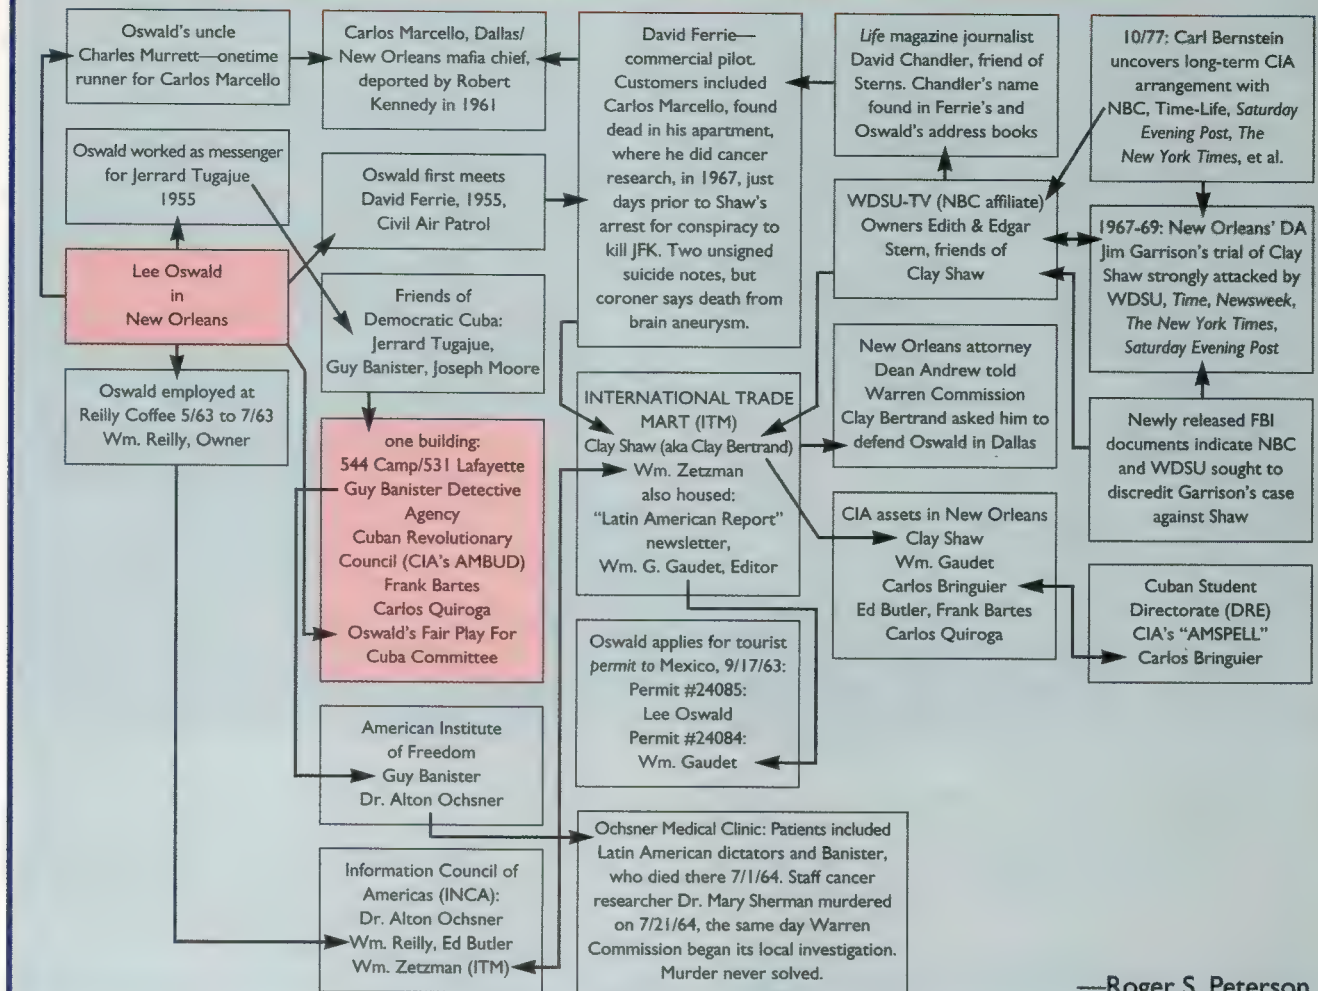 Oswald's uncle
Charles Murrett—onetime
runner for Carlos Marcello
Carlos Marcello, Dallas/
New Orleans mafia chief,
deported by Robert
Kennedy in 1961
David Ferrie—
commercial pilot.
Customers included
Carlos Marcello, found
dead in his apartment,
where he did cancer
research, in 1967, just
days prior to Shaw's
arrest for conspiracy to
kill JFK. Two unsigned
suicide notes, but
coroner says death from
brain aneurysm.
Life magazine journalist
David Chandler, friend of
Sterns. Chandler's name
found in Ferrie's and
Oswald's address books
10/77: Carl Bernstein
uncovers long-term CIA
arrangement with
NBC, Time-Life, Saturday
Evening Post, The
New York Times, et al.
Oswald worked as messenger
for Jerrard Tugajue
1955
Oswald first meets
David Ferrie, 1955,
Civil Air Patrol
WDSU-TV (NBC affiliate)
Owners Edith & Edgar
Stern, friends of
Clay Shaw
1967-69: New Orleans' DA
Jim Garrison's trial of Clay
Shaw strongly attacked by
WDSU, Time, Newsweek,
The New York Times,
Saturday Evening Post
Lee Oswald
in
New Orleans
Friends of
Democratic Cuba:
Jerrard Tugajue,
Guy Banister, Joseph Moore
New Orleans attorney
Dean Andrew told
Warren Commission
Clay Bertrand asked him to
defend Oswald in Dallas
Oswald employed at
Reilly Coffee 5/63 to 7/63
Wm. Reilly, Owner
INTERNATIONAL TRADE
MART (ITM)
Clay Shaw (aka Clay Bertrand)
Wm. Zetzman
also housed:
"Latin American Report"
newsletter,
Wm. G. Gaudet, Editor
Newly released FBI
documents indicate NBC
and WDSU sought to
discredit Garrison's case
against Shaw
one building:
544 Camp/531 Lafayette
Guy Banister Detective
Agency
Cuban Revolutionary
Council (CIA's AMBUD)
Frank Bartes
Carlos Quiroga
Oswald's Fair Play For
Cuba Committee
CIA assets in New Orleans
Clay Shaw
Wm. Gaudet
Carlos Bringuier
Ed Butler, Frank Bartes
Carlos Quiroga
Cuban Student
Directorate (DRE)
CIA's "AMSPELL"
Carlos Bringuier
Oswald applies for tourist
permit to Mexico, 9/17/63:
Permit #24085:
Lee Oswald
Permit #24084:
Wm. Gaudet
American Institute
of Freedom
Guy Banister
Dr. Alton Ochsner
Ochsner Medical Clinic: Patients included
Latin American dictators and Banister,
who died there 7/1/64. Staff cancer
researcher Dr. Mary Sherman murdered
on 7/21/64, the same day Warren
Commission began its local investigation.
Murder never solved.
Information Council of
Americas (INCA):
Dr. Alton Ochsner
Wm. Reilly, Ed Butler
Wm. Zetzman (ITM)
—Roger S. Peterson